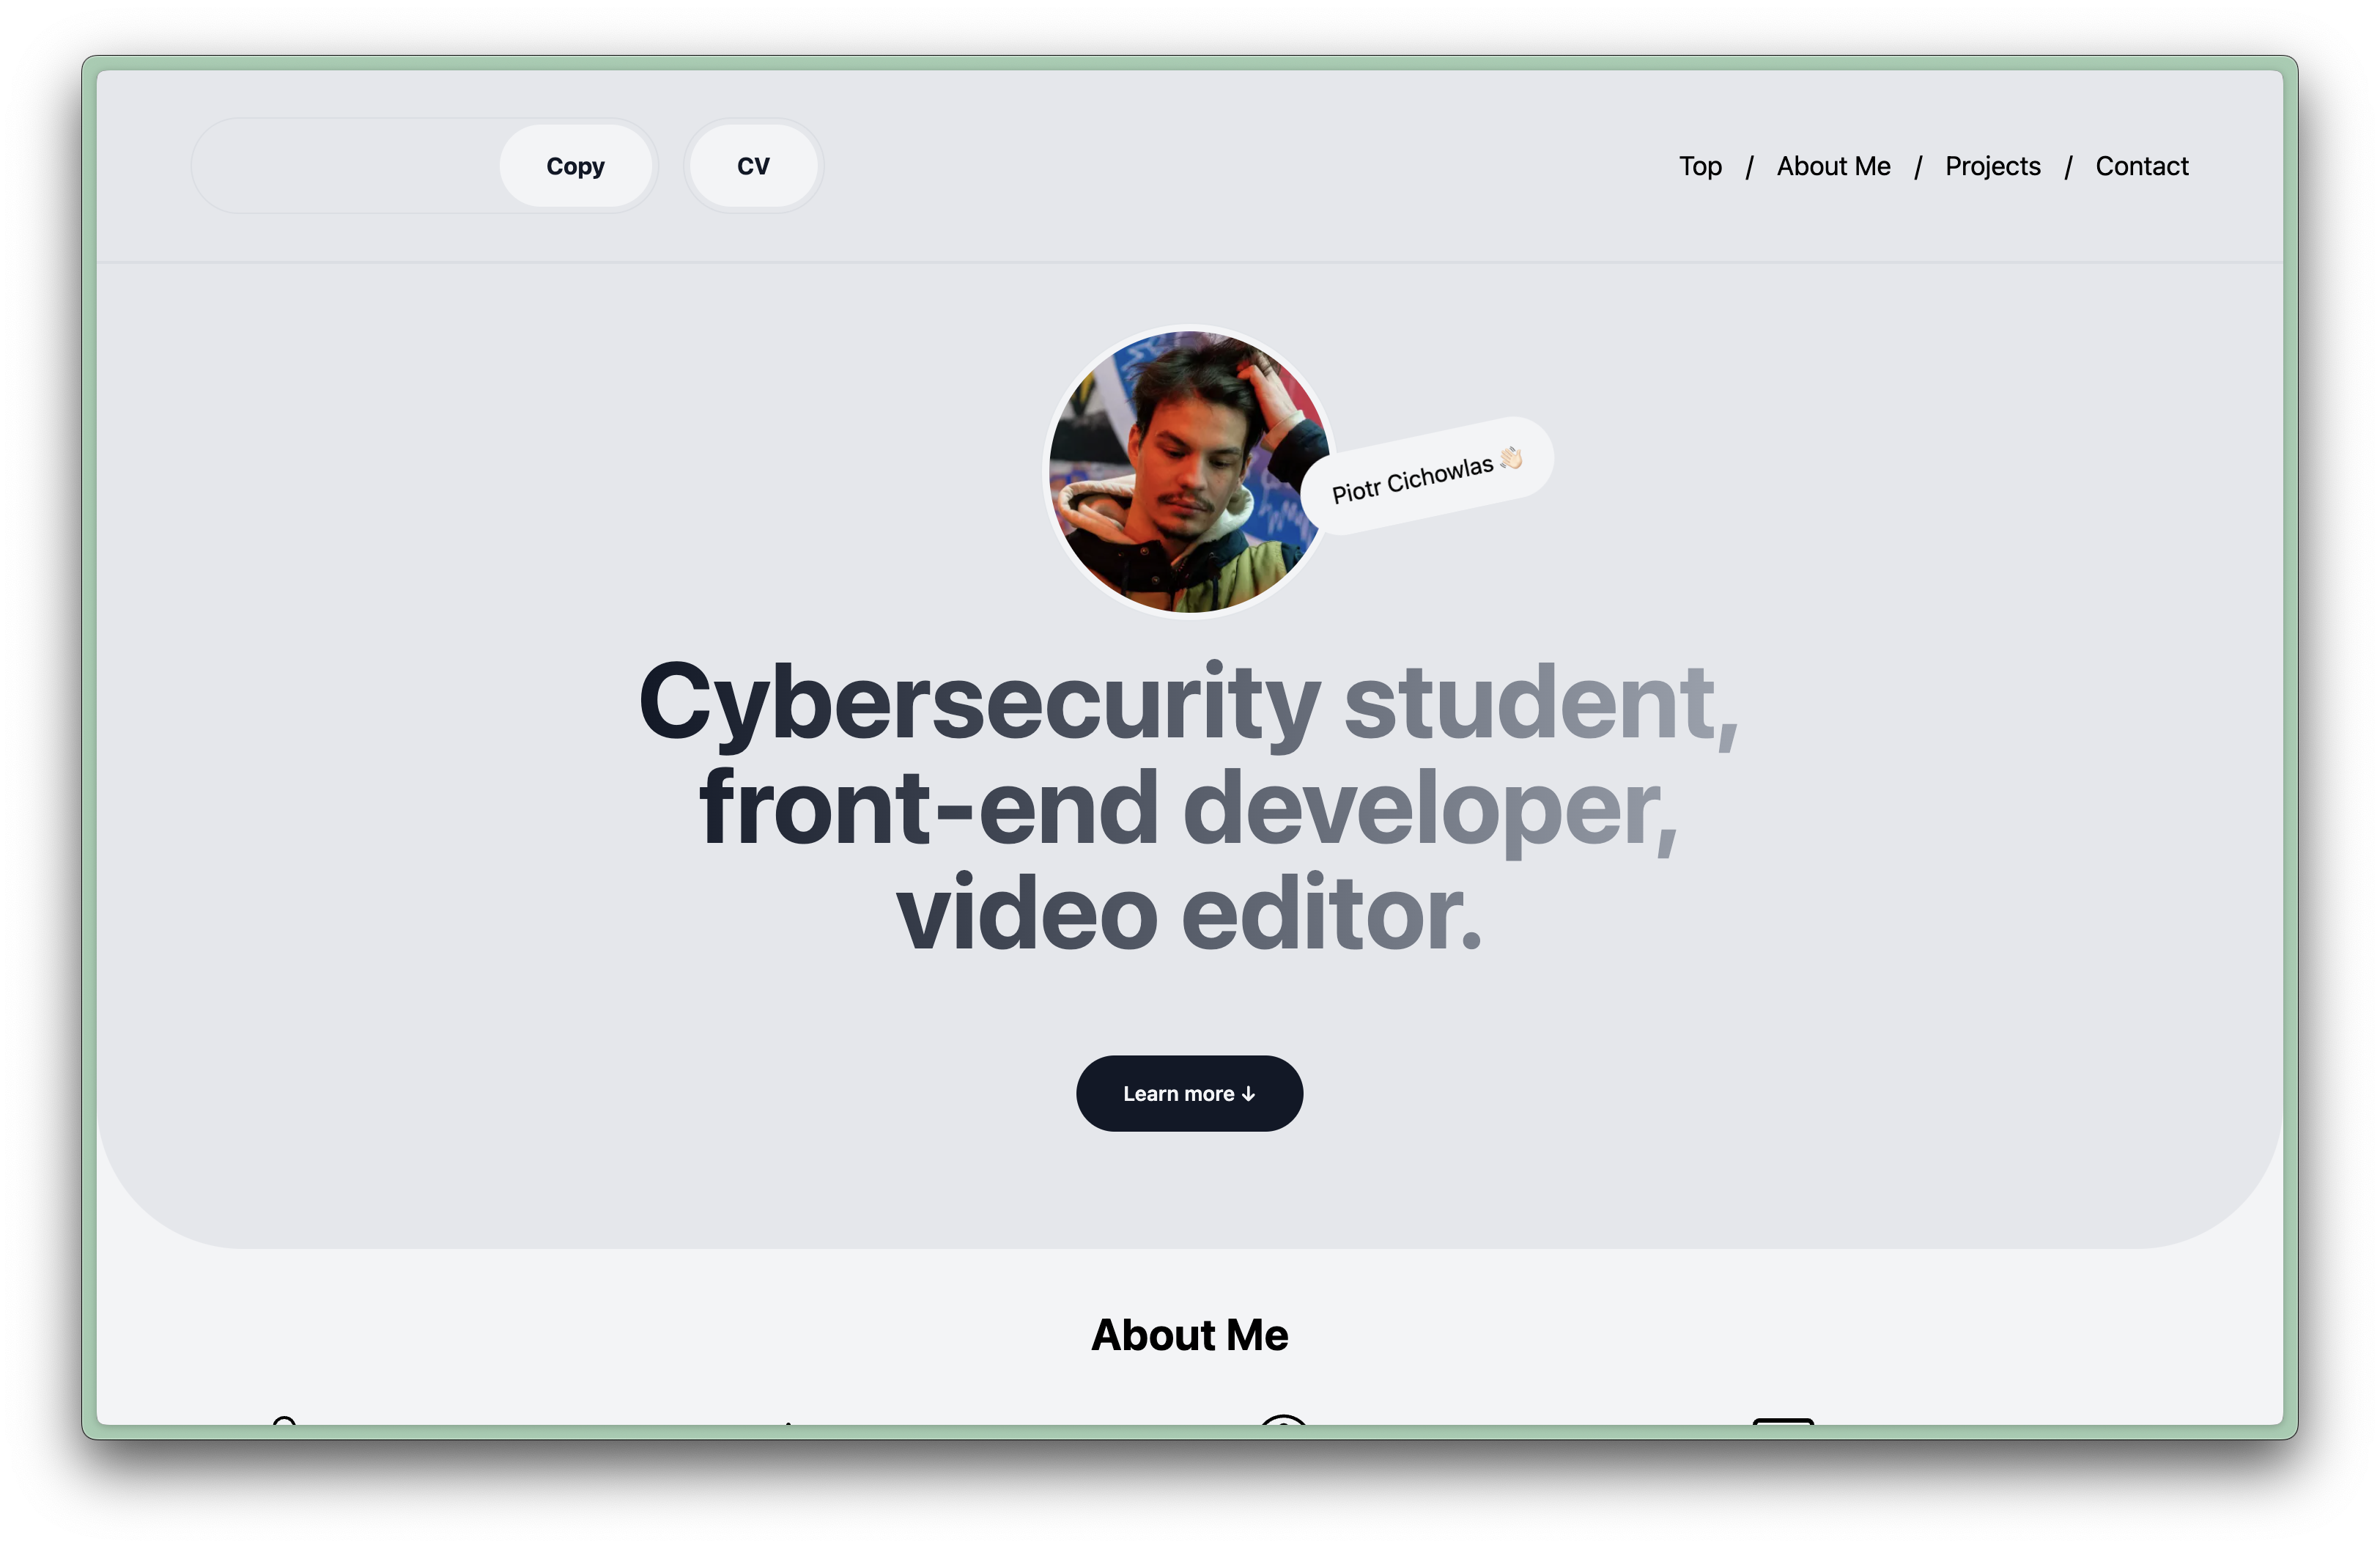 Copy
CV
Top / About Me / Projects / Contact
Piotr Cichowlas 👋🏻
Cybersecurity student,
front-end developer,
video editor.
Learn more ↓
About Me